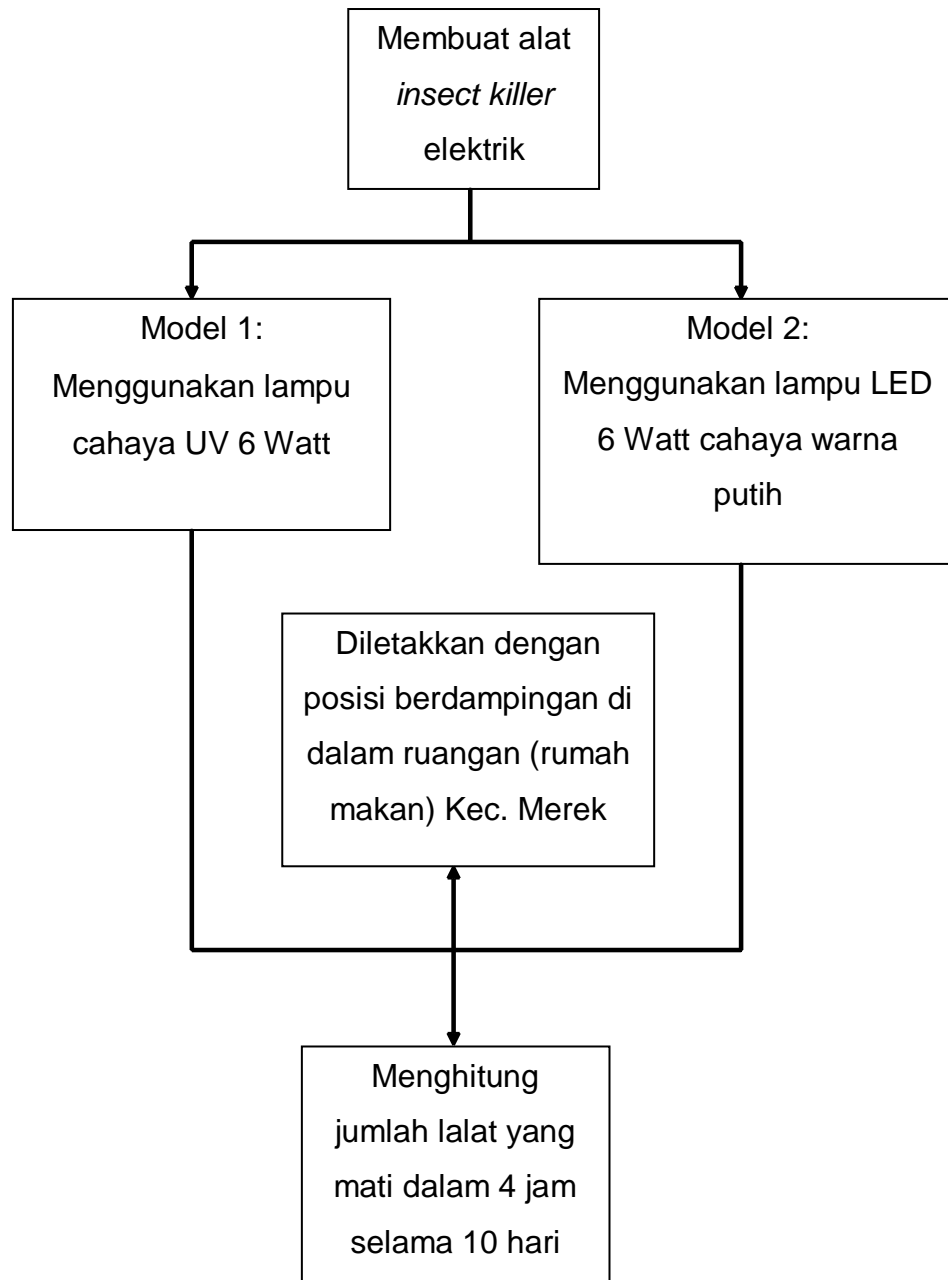 Membuat alat
insect killer
elektrik
Model 1:
Menggunakan lampu
cahaya UV 6 Watt
Model 2:
Menggunakan lampu LED
6 Watt cahaya warna
putih
Diletakkan dengan
posisi berdampingan di
dalam ruangan (rumah
makan) Kec. Merek
Menghitung
jumlah lalat yang
mati dalam 4 jam
selama 10 hari